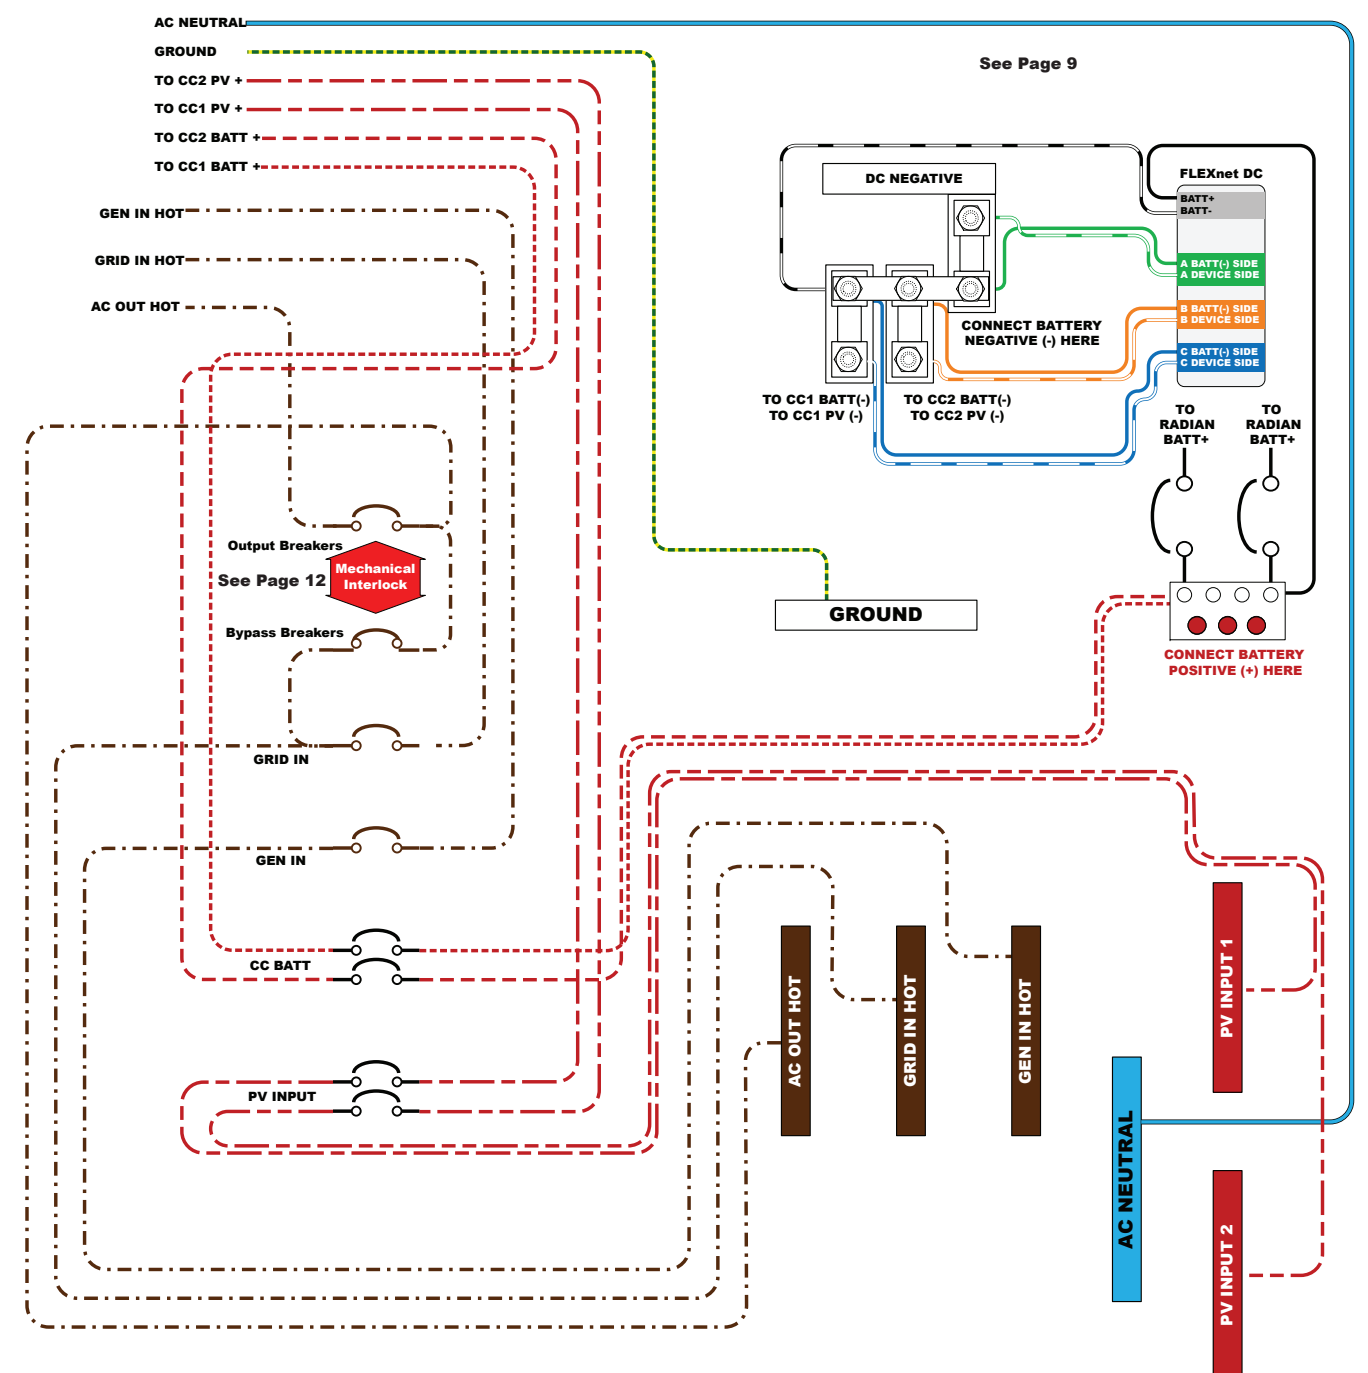 AC NEUTRAL
GROUND
TO CC2 PV +
TO CC1 PV +
TO CC2 BATT +
TO CC1 BATT +
GEN IN HOT
GRID IN HOT
AC OUT HOT
See Page 9
DC NEGATIVE
FLEXnet DC
BATT+
BATT-
A BATT(-) SIDE
A DEVICE SIDE
B BATT(-) SIDE
B DEVICE SIDE
C BATT(-) SIDE
C DEVICE SIDE
CONNECT BATTERY
NEGATIVE (-) HERE
TO CC1 BATT(-)
TO CC1 PV (-)
TO CC2 BATT(-)
TO CC2 PV (-)
TO
RADIAN
BATT+
TO
RADIAN
BATT+
Output Breakers
See Page 12
Mechanical
Interlock
Bypass Breakers
GROUND
CONNECT BATTERY
POSITIVE (+) HERE
GRID IN
GEN IN
CC BATT
PV INPUT
AC OUT HOT
GRID IN HOT
GEN IN HOT
AC NEUTRAL
PV INPUT 1
PV INPUT 2